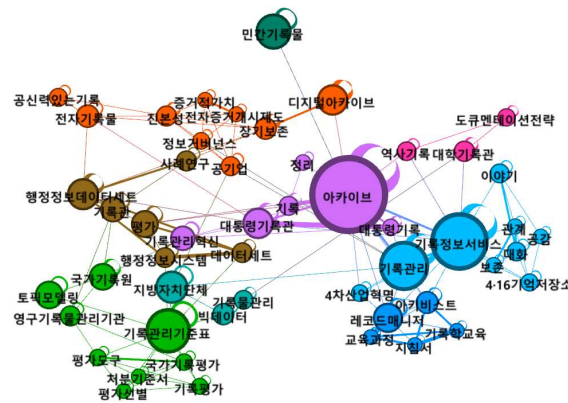 민간기록물
공신력있는기록
증거적가치
디지털아카이브
전자기록물
진본성
전자증거개시제도
장기보존
도큐멘테이션전략
정보거버넌스
사례연구
공기업
정리
역사기록
대학기록관
이야기
행정정보데이터세트
기록관
기록
아카이브
평가
대통령기록관
대통령기록
관계
공감
기록관리혁신
기록정보서비스
대화
행정정보시스템
데이터세트
보존
국가기록원
기록관리
4·16기억저장소
토픽모델링
지방자치단체
기록물관리
4차산업혁명
아키비스트
영구기록물관리기관
빅데이터
레코드매니저
기록관리기준표
기록학교육
교육과정
지침서
평가도구
국가기록평가
처분기준서
기록평가
평가선별